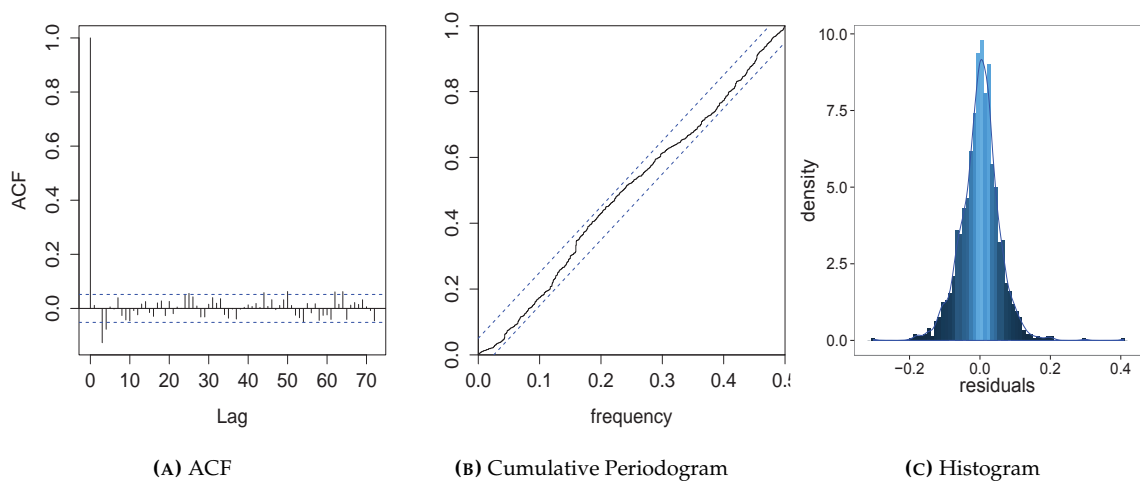 ACF
0.0 0.2 0.4 0.6 0.8 1.0
0 10 20 30 40 50 60 70
Lag
(A) ACF
0.0 0.2 0.4 0.6 0.8 1.0
0.0 0.1 0.2 0.3 0.4 0.5
frequency
(B) Cumulative Periodogram
density
10.0
7.5
5.0
2.5
0.0
−0.2 0.0 0.2 0.4
residuals
(C) Histogram